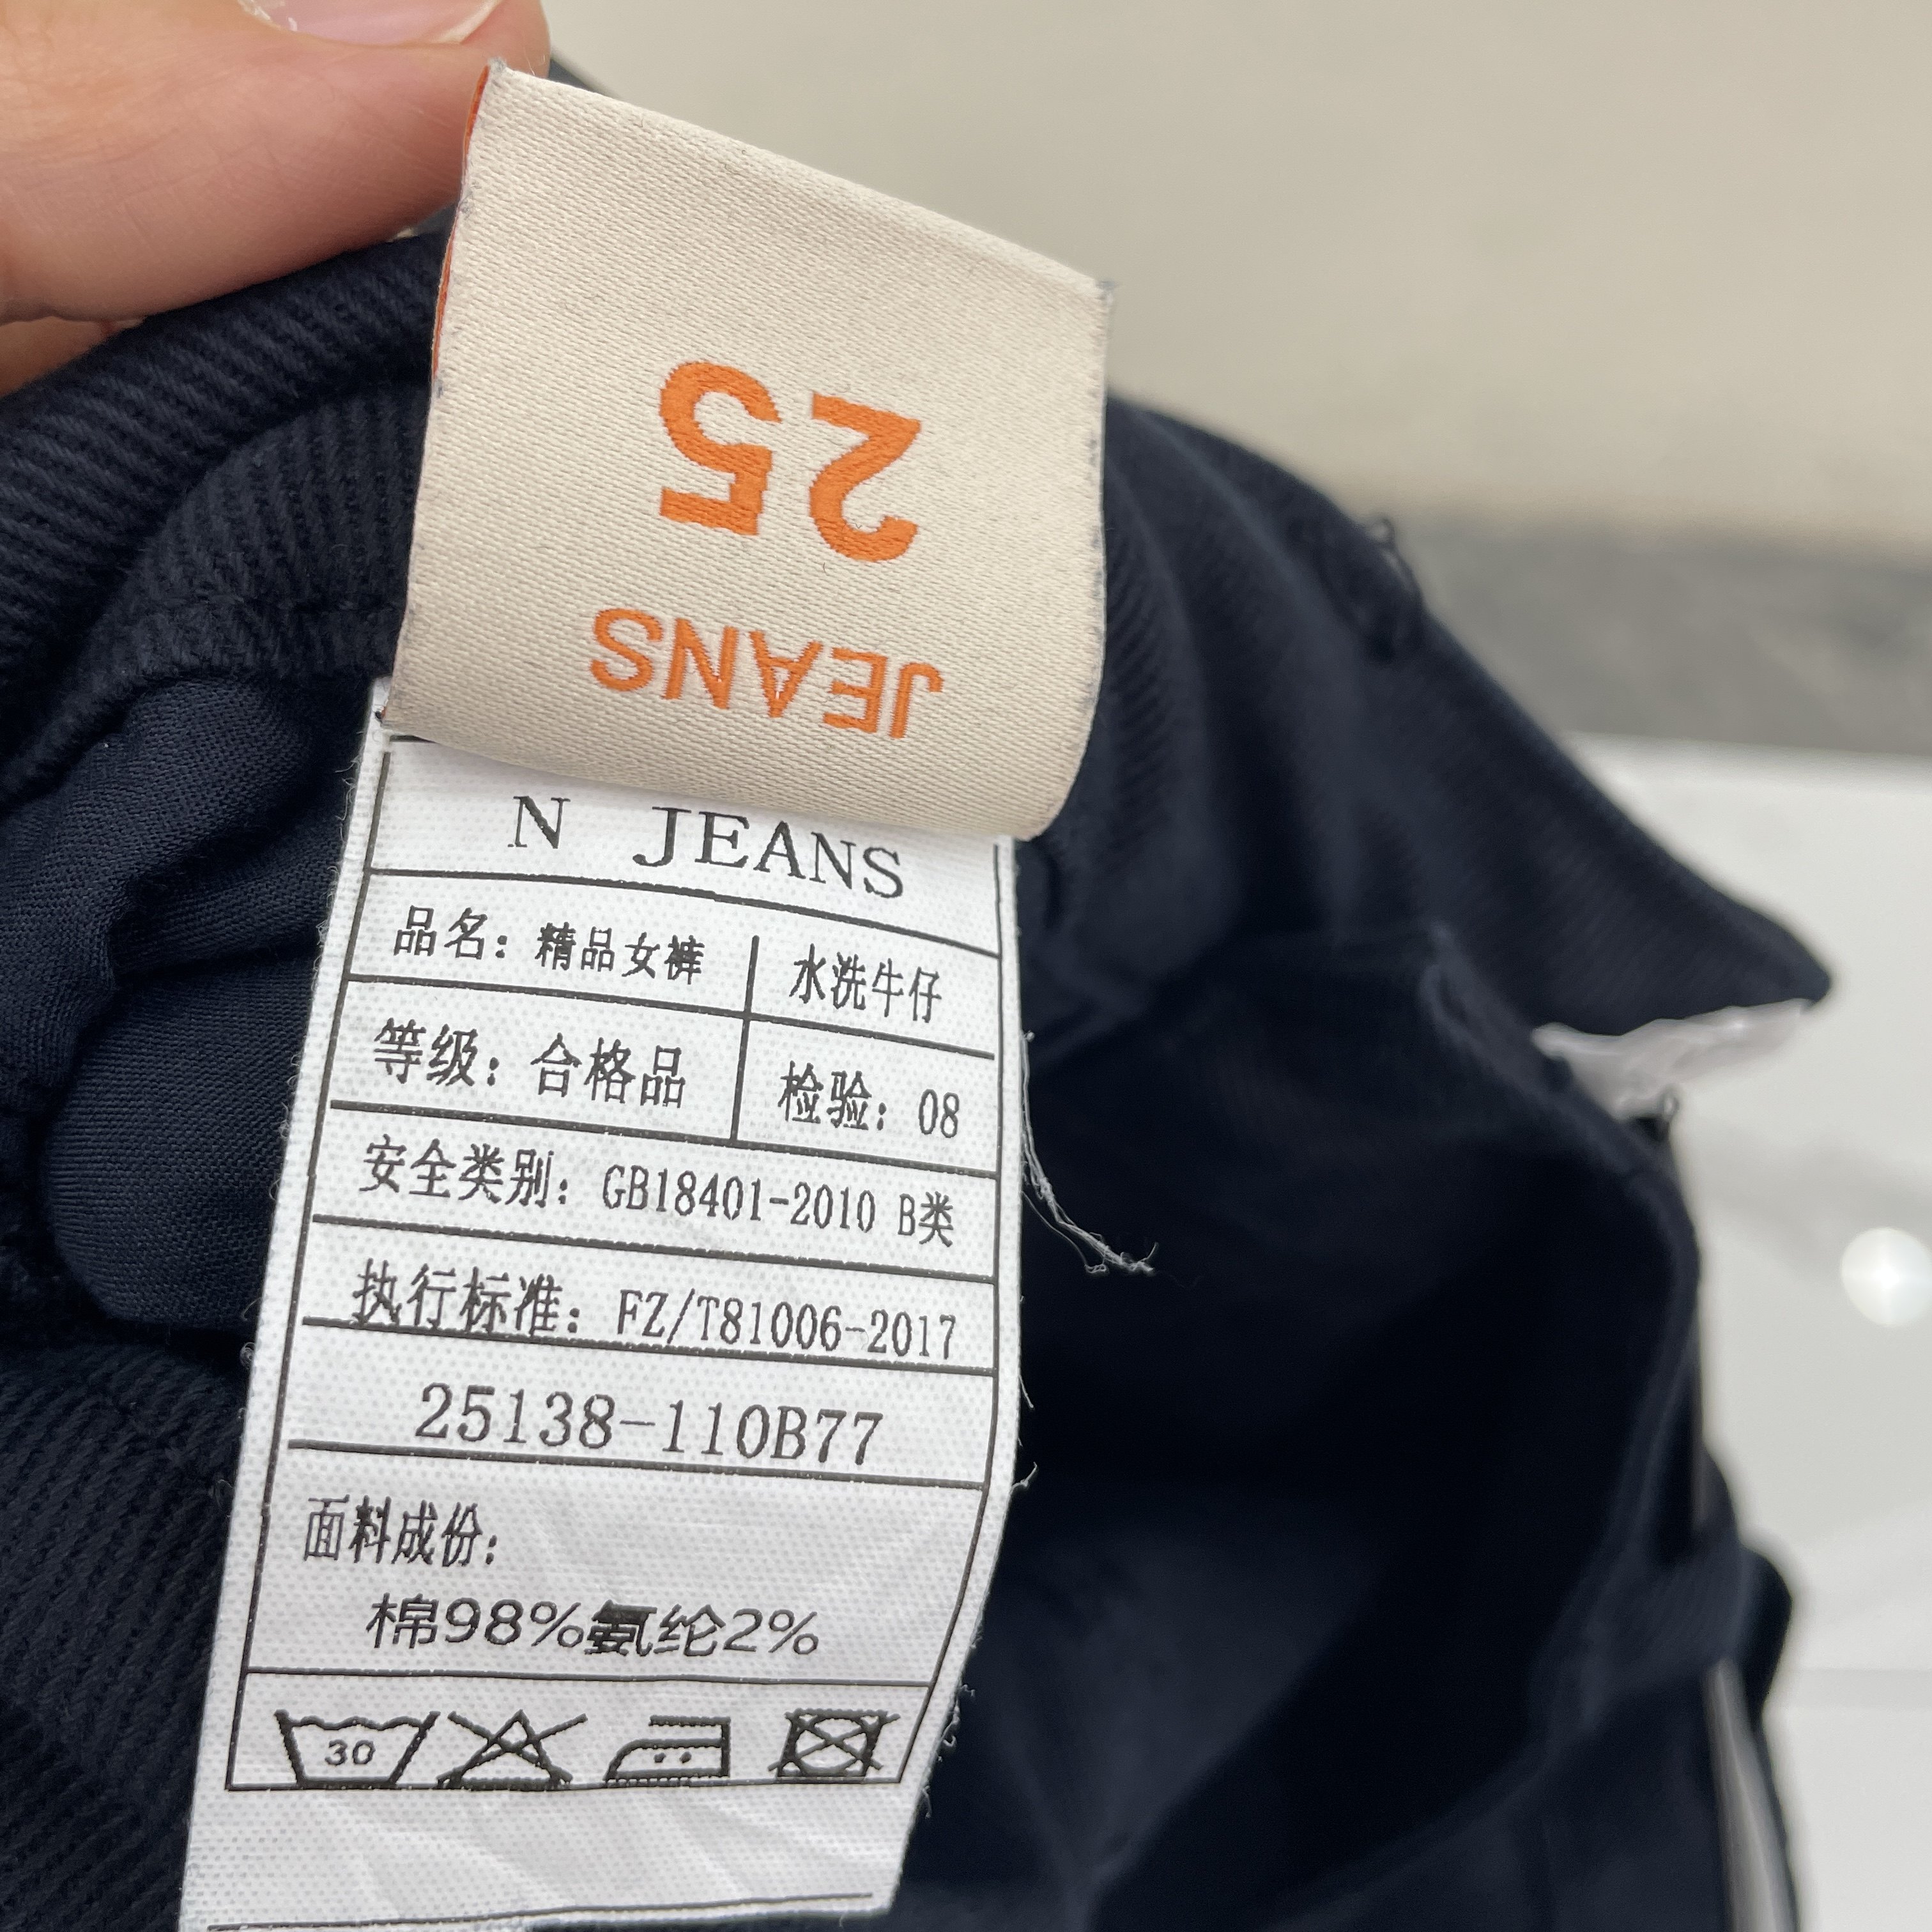 25
JEANS
N JEANS
品名：精品女裤 水洗牛仔
等级：合格品 检验：08
安全类别：GB18401-2010 B类
执行标准：FZ/T81006-2017
25138-110B77
面料成份：
棉98%氨纶2%
30